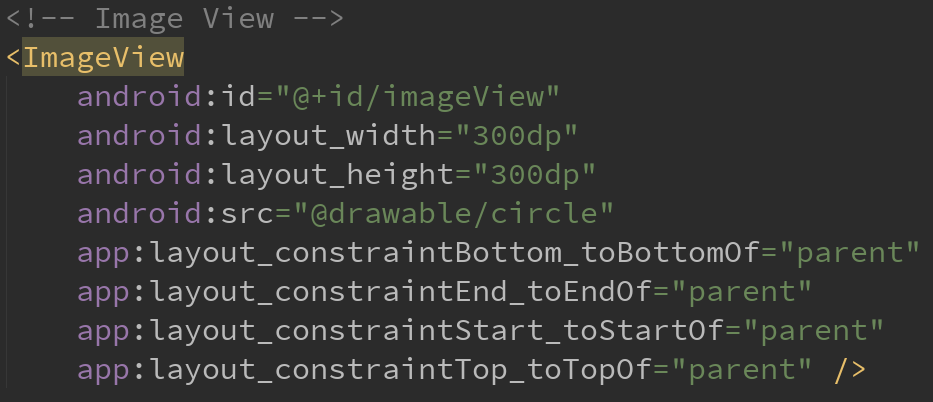 <!-- Image View -->
<ImageView
android:id="@+id/imageView"
android:layout_width="300dp"
android:layout_height="300dp"
android:src="@drawable/circle"
app:layout_constraintBottom_toBottomOf="parent"
app:layout_constraintEnd_toEndOf="parent"
app:layout_constraintStart_toStartOf="parent"
app:layout_constraintTop_toTopOf="parent" />